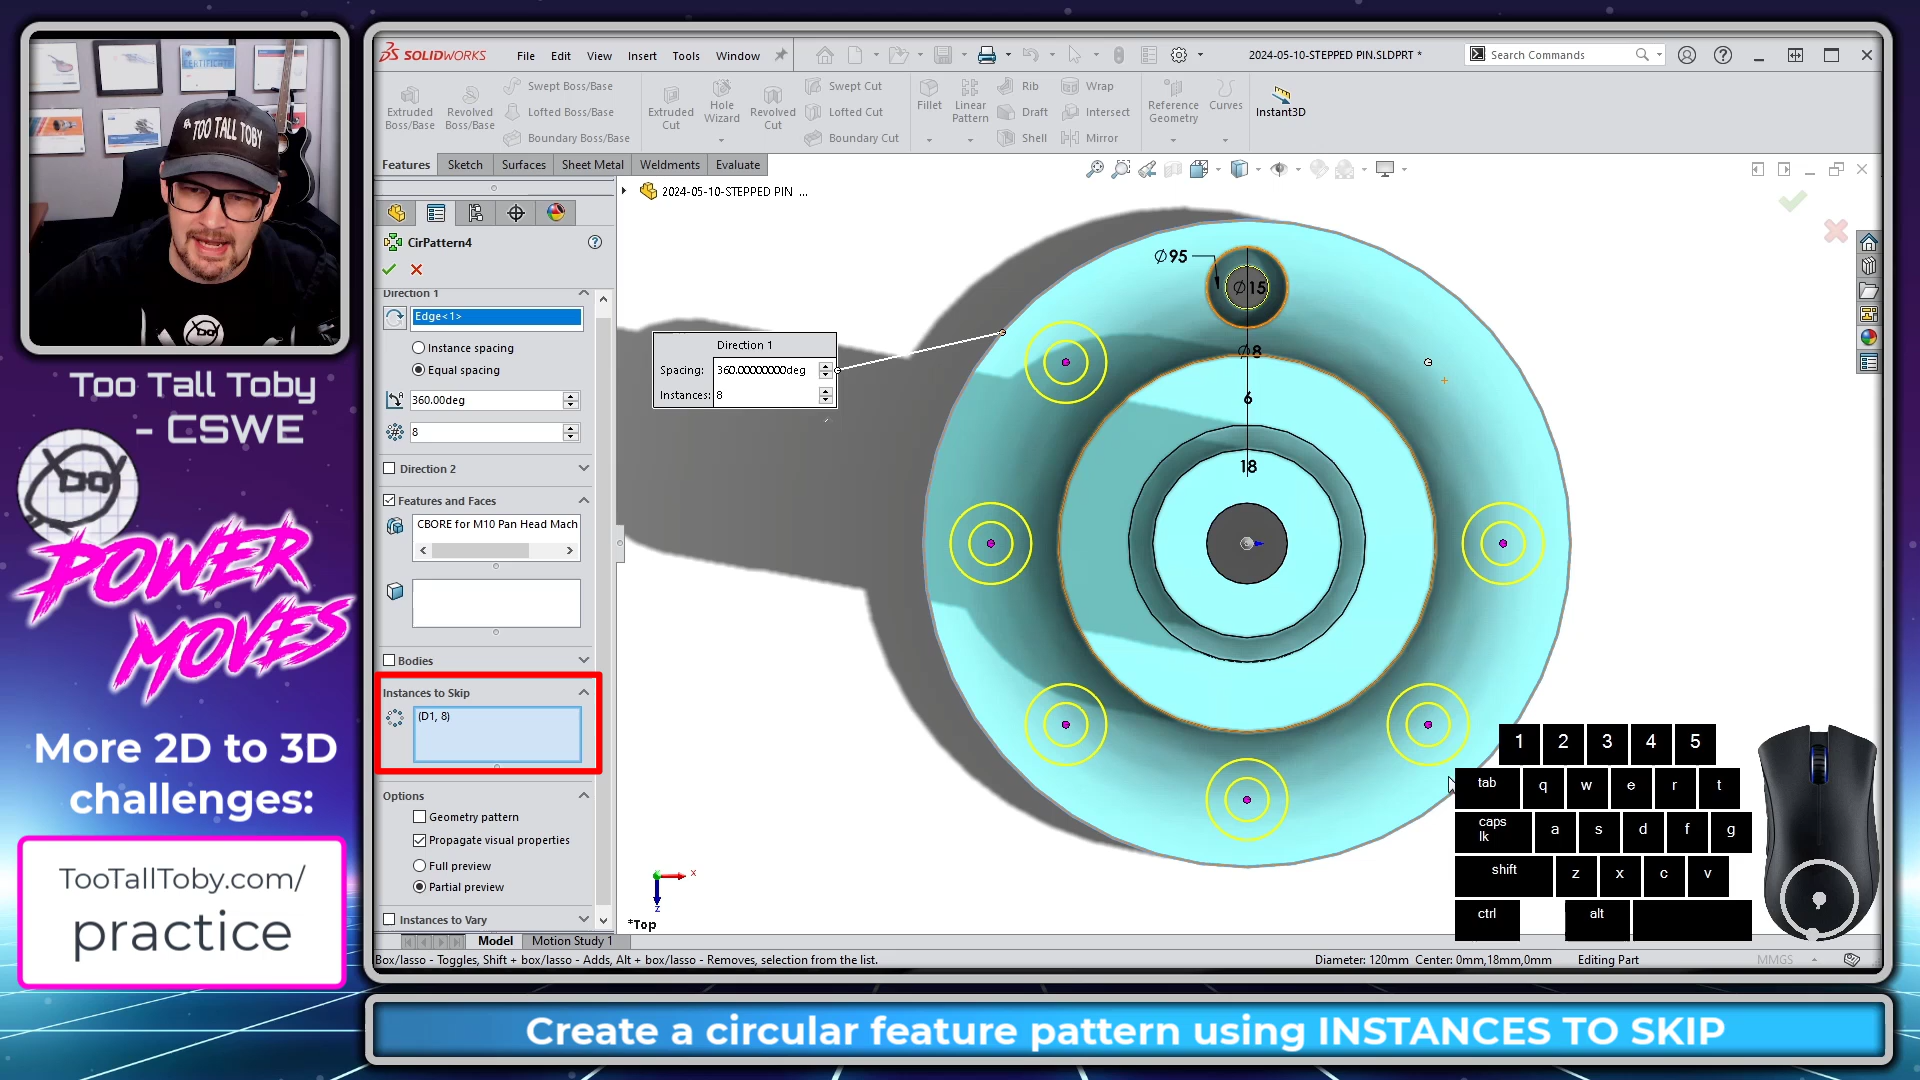 TOO TALL TOBY
CERTIFICATE
SOLIDWORKS
File Edit View Insert Tools Window
2024-05-10-STEPPED PIN.SLDPRT *
Search Commands
Extruded Boss/Base
Revolved Boss/Base
Swept Boss/Base
Lofted Boss/Base
Boundary Boss/Base
Extruded Cut
Hole Wizard
Revolved Cut
Swept Cut
Lofted Cut
Boundary Cut
Fillet
Linear Pattern
Rib
Draft
Shell
Wrap
Intersect
Mirror
Reference Geometry
Curves
Instant3D
Features Sketch Surfaces Sheet Metal Weldments Evaluate
2024-05-10-STEPPED PIN ...
CirPattern4
Direction 1
Edge<1>
Instance spacing
Equal spacing
360.00deg
8
Direction 2
Features and Faces
CBORE for M10 Pan Head Mach
Bodies
Instances to Skip
(D1, 8)
Options
Geometry pattern
Propagate visual properties
Full preview
Partial preview
Instances to Vary
Direction 1
Spacing: 360.00000000deg
Instances: 8
∅95
∅15
∅8
6
18
x
z
*Top
Model Motion Study 1
Box/lasso - Toggles, Shift + box/lasso - Adds, Alt + box/lasso - Removes, selection from the list.
Diameter: 120mm Center: 0mm,18mm,0mm
Editing Part
MMGS
1 2 3 4 5
tab q w e r t
caps lk a s d f g
shift z x c v
ctrl alt
Too Tall Toby
- CSWE
POWER
MOVES
More 2D to 3D
challenges:
TooTallToby.com/
practice
Create a circular feature pattern using INSTANCES TO SKIP